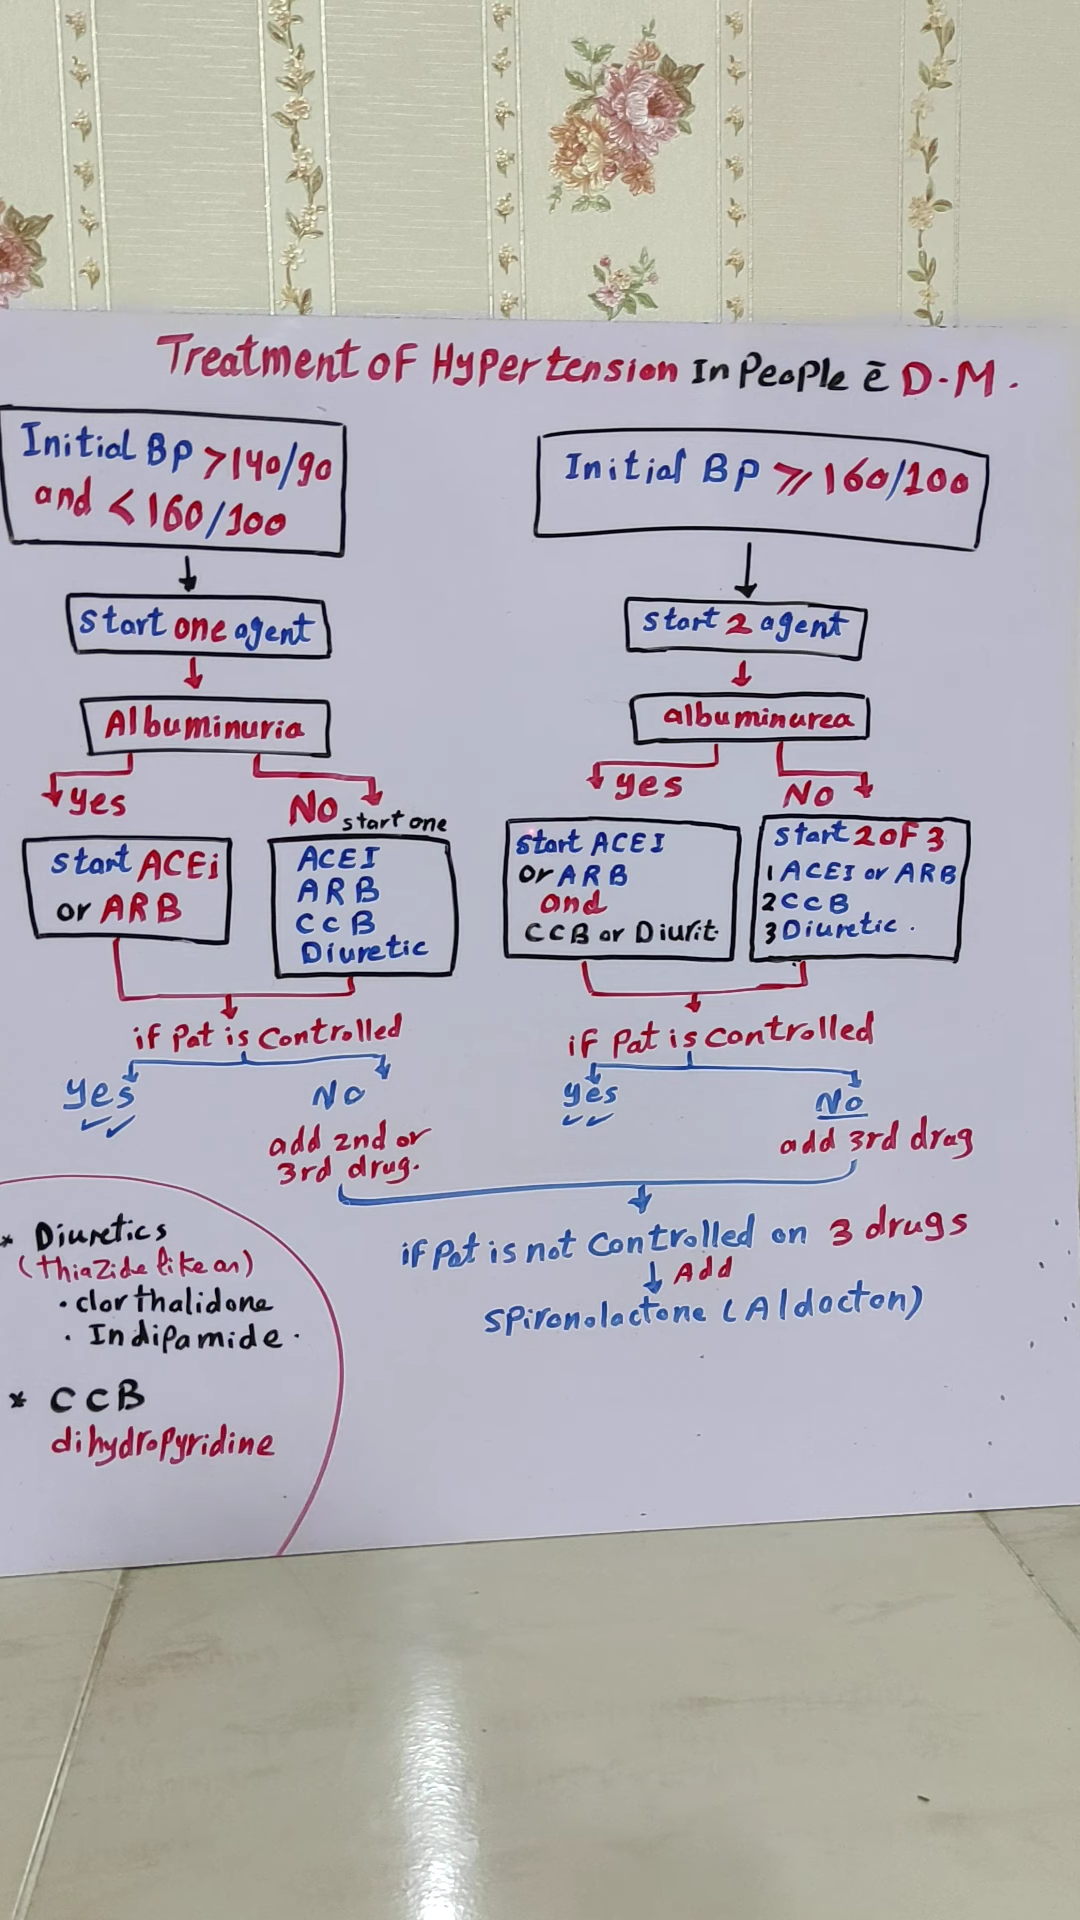 Treatment OF Hypertension In People c̄ D-M.
Initial BP >140/90
and <160/100
start one agent
Albuminuria
yes
No start one
start ACEi
or ARB
ACEI
ARB
CCB
Diuretic
if Pat is Controlled
yes
No
add 2nd or
3rd drug.
Initial BP ⩾ 160/100
start 2 agent
albuminurea
yes
No
start ACEI
or ARB
and
CCB or Diurit.
start 2 OF 3
1 ACEI or ARB
2 CCB
3 Diuretic.
if Pat is Controlled
yes
No
add 3rd drag
if Pat is not Controlled on 3 drugs
Add
Spironolactone (Aldacton)
* Diuretics
(thiazide like an)
• clorthalidone
• Indipamide.
* CCB
dihydropyridine